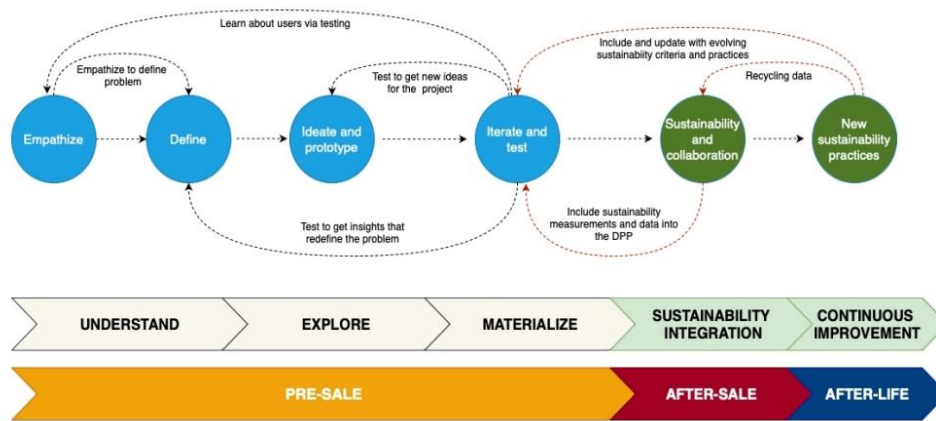 Learn about users via testing
Include and update with evolving
sustainabiity criteria and practices
Empathize to define
problem
Test to get new ideas
for the project
Recycling data
Empathize
Define
Ideate and
prototype
Iterate and
test
Sustainability
and
collaboration
New
sustainability
practices
Test to get insights that
redefine the problem
Include sustainability
measurements and data into
the DPP
UNDERSTAND
EXPLORE
MATERIALIZE
SUSTAINABILITY
INTEGRATION
CONTINUOUS
IMPROVEMENT
PRE-SALE
AFTER-SALE
AFTER-LIFE